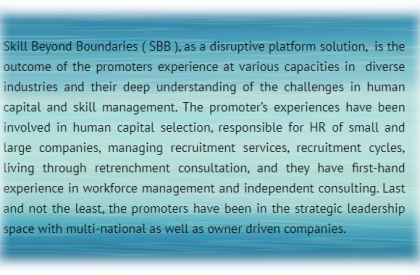 Skill Beyond Boundaries ( SBB ), as a disruptive platform solution, is the
outcome of the promoters experience at various capacities in diverse
industries and their deep understanding of the challenges in human
capital and skill management. The promoter's experiences have been
involved in human capital selection, responsible for HR of small and
large companies, managing recruitment services, recruitment cycles,
living through retrenchment consultation, and they have first-hand
experience in workforce management and independent consulting. Last
and not the least, the promoters have been in the strategic leadership
space with multi-national as well as owner driven companies.